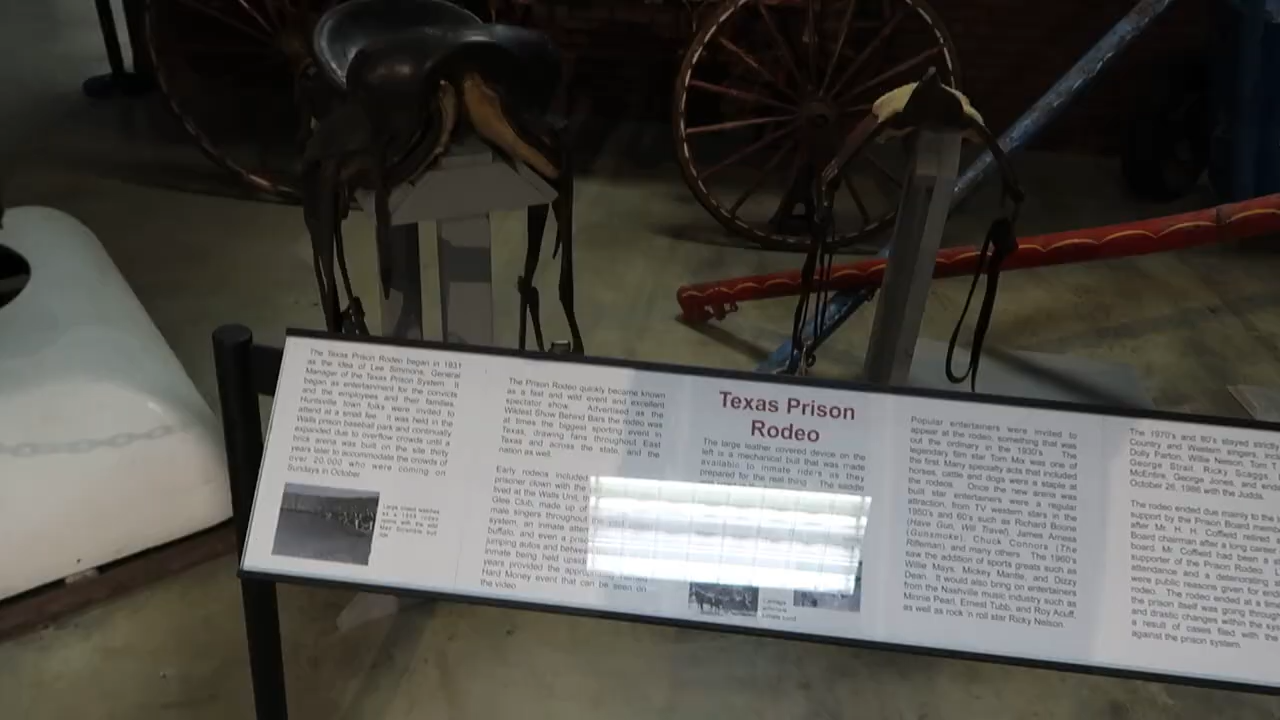 The Texas Prison Rodeo began in 1931
as the idea of Lee Simmons, General
Manager of the Texas Prison System. It
began as entertainment for the convicts
and the employees and their families.
Huntsville town folks were invited to
attend at a small fee. It was held in the
Walls prison baseball park and continually
expanded due to overflow crowds until a
brick arena was built on the site thirty
years later to accommodate the crowds of
over 20,000 who were coming on
Sundays in October.
The Prison Rodeo quickly became known
as a fast and wild event and excellent
spectator show. Advertised as the
Wildest Show Behind Bars the rodeo was
at times the biggest sporting event in
Texas, drawing fans throughout East
Texas and across the state, and the
nation as well.
Early rodeos included
prisoner clown with the
lived at the Walls Unit, th
Glee Club, made up of
male singers throughout the
system, an inmate atten
buffalo, and even a priso
jumping autos and betwee
inmate being held upsid
years provided the appropriately named
Hard Money event that can be seen on
the video.
Texas Prison
Rodeo
The large leather covered device on the
left is a mechanical bull that was made
available to inmate riders as they
prepared for the real thing. The saddle
Popular entertainers were invited to
appear at the rodeo, something that was
out the ordinary in the 1930's. The
legendary film star Tom Mix was one of
the first. Many specialty acts that included
horses, cattle and dogs were a staple at
the rodeos. Once the new arena was
built star entertainers were a regular
attraction, from TV western stars in the
1950's and 60's such as Richard Boone
(Have Gun, Will Travel), James Arness
(Gunsmoke), Chuck Connors (The
Rifleman), and many others. The 1960's
saw the addition of sports greats such as
Willie Mays, Mickey Mantle, and Dizzy
Dean. It would also bring on entertainers
from the Nashville music industry such as
Minnie Pearl, Ernest Tubb, and Roy Acuff,
as well as rock 'n roll star Ricky Nelson.
The 1970's and 80's stayed strictly
Country and Western singers, incl
Dolly Parton, Willie Nelson, Tom T.
George Strait, Ricky Scaggs,
McEntire, George Jones, and en
October 26, 1986 with the Judds.
The rodeo ended due mainly to the
support by the Prison Board memb
after Mr. H. H. Coffield retired a
Board chairman after a long career
board. Mr. Coffield had been a s
supporter of the Prison Rodeo.
attendance and a deteriorating
were public reasons given for end
rodeo. The rodeo ended at a time
the prison itself was going through
and drastic changes within the sys
a result of cases filed with the
against the prison system.